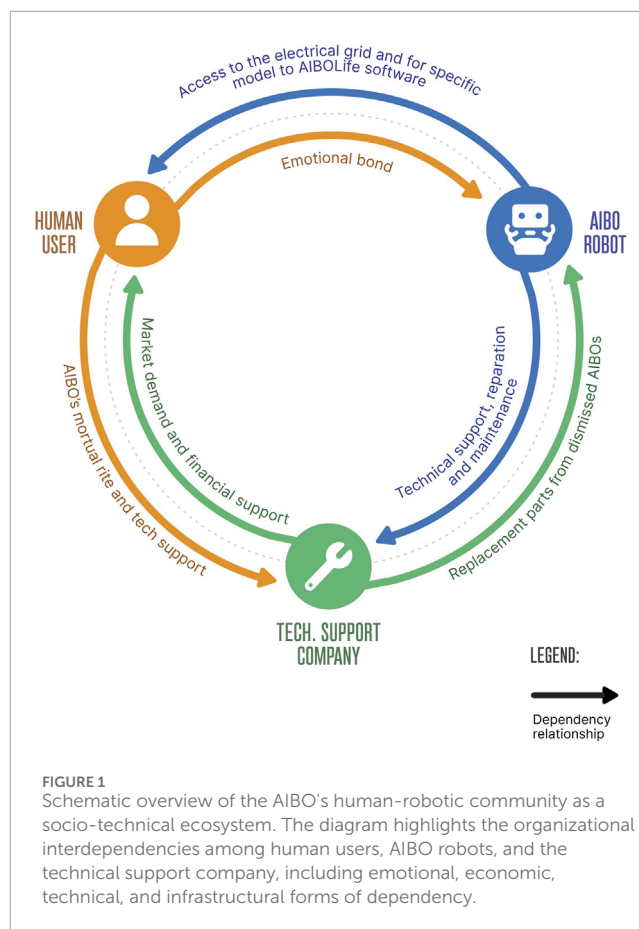 Access to the electrical grid and for specific
model to AIBOLife software
Emotional bond
HUMAN
USER
AIBO
ROBOT
Market demand and financial support
AIBO's mortual rite and tech support
Technical support, reparation
and maintenance
Replacement parts from dismissed AIBOs
TECH. SUPPORT
COMPANY
LEGEND:
Dependency
relationship
FIGURE 1
Schematic overview of the AIBO's human-robotic community as a
socio-technical ecosystem. The diagram highlights the organizational
interdependencies among human users, AIBO robots, and the
technical support company, including emotional, economic,
technical, and infrastructural forms of dependency.